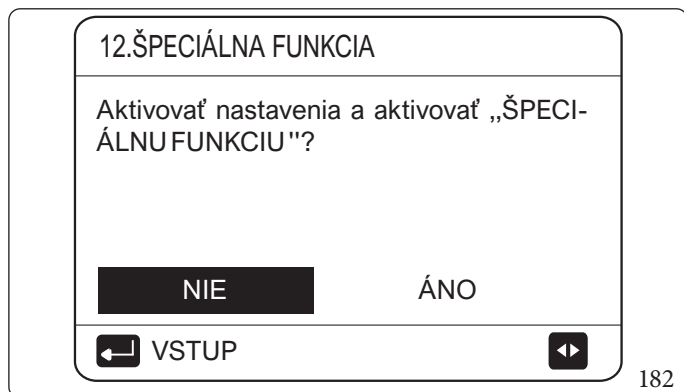 12.ŠPECIÁLNA FUNKCIA
Aktivovať nastavenia a aktivovať ,,ŠPECI-
ÁLNU FUNKCIU"?
NIE ÁNO
VSTUP
182